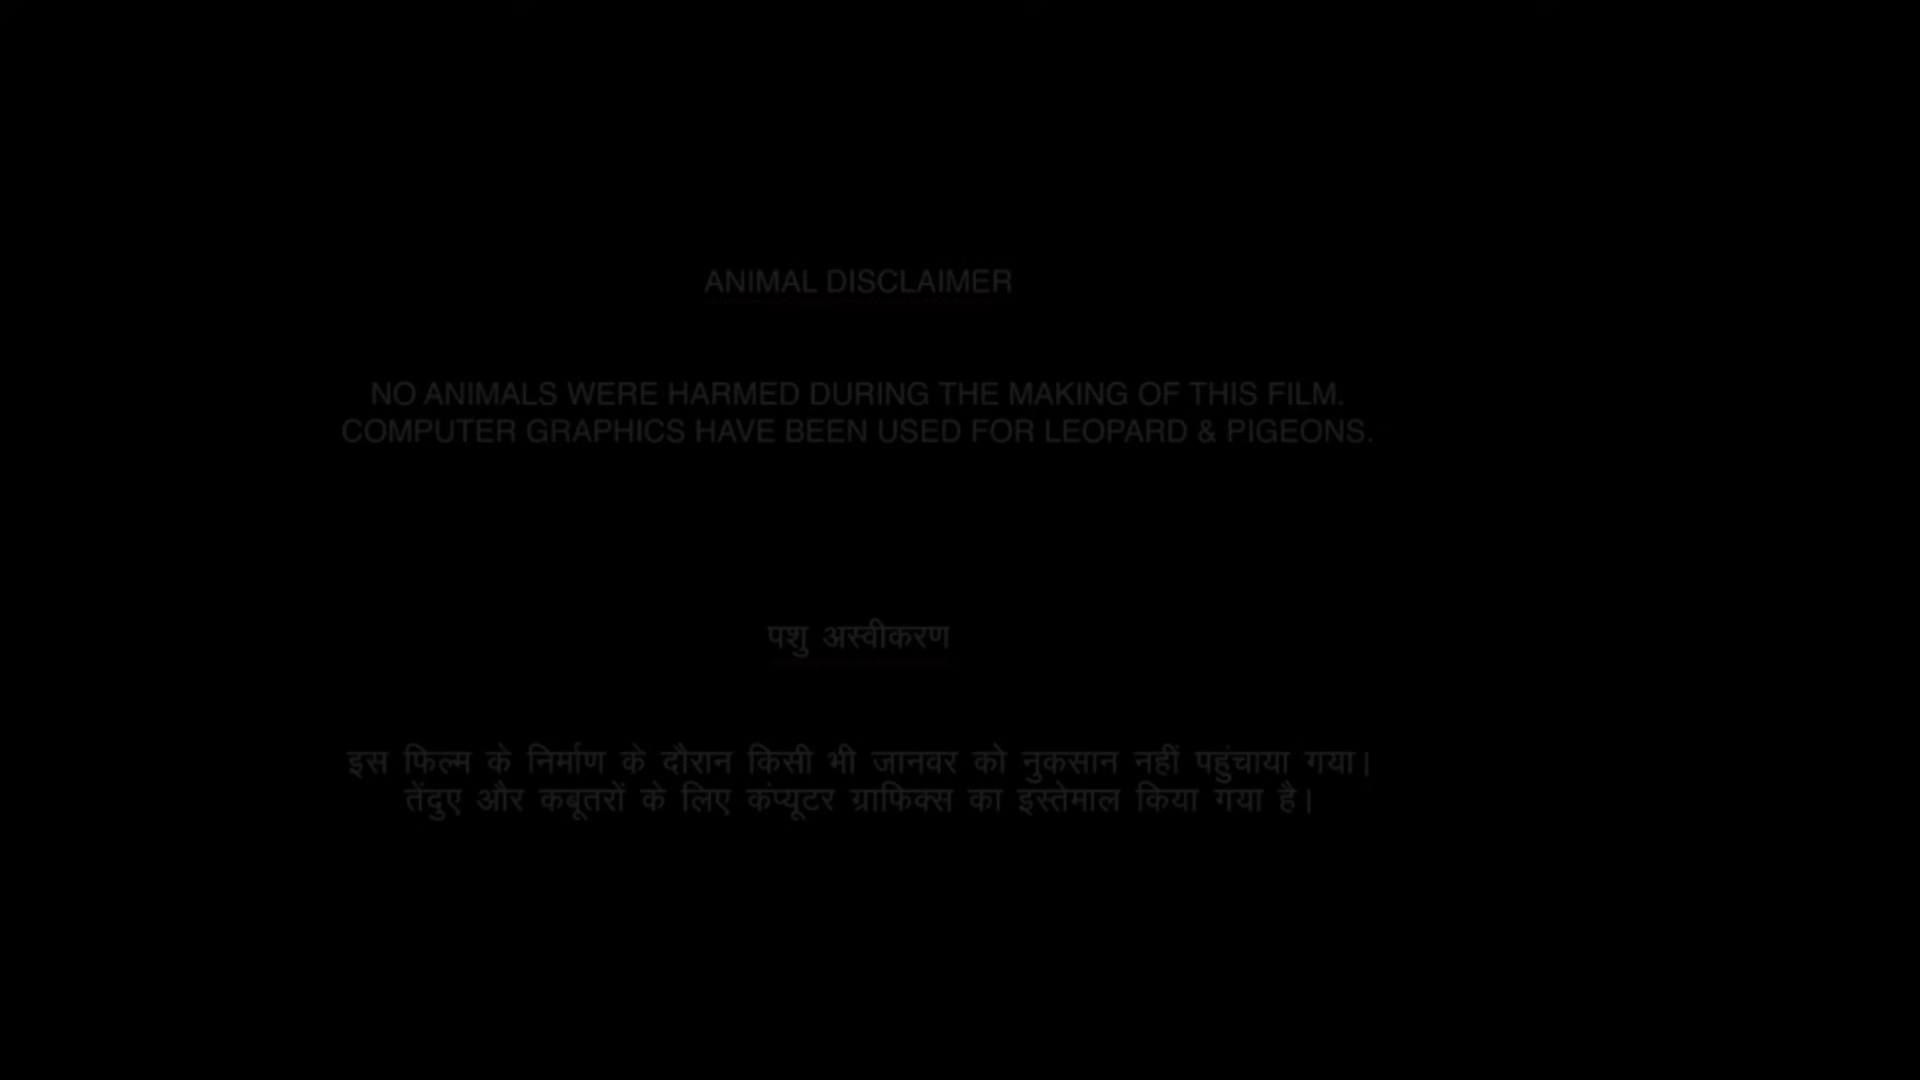 ANIMAL DISCLAIMER
NO ANIMALS WERE HARMED DURING THE MAKING OF THIS FILM.
COMPUTER GRAPHICS HAVE BEEN USED FOR LEOPARD & PIGEONS.
पशु अस्वीकरण
इस फिल्म के निर्माण के दौरान किसी भी जानवर को नुकसान नहीं पहुंचाया गया।
तेंदुए और कबूतरों के लिए कंप्यूटर ग्राफिक्स का इस्तेमाल किया गया है।